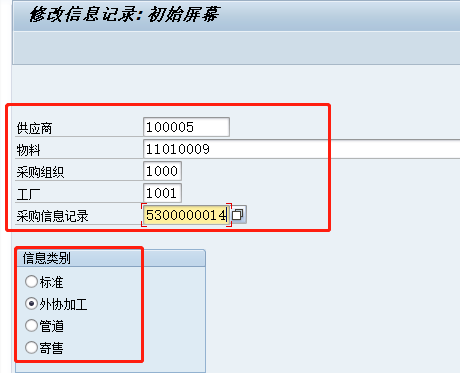 修改信息记录: 初始屏幕
供应商 100005
物料 11010009
采购组织 1000
工厂 1001
采购信息记录 5300000014
信息类别
标准
外协加工
管道
寄售